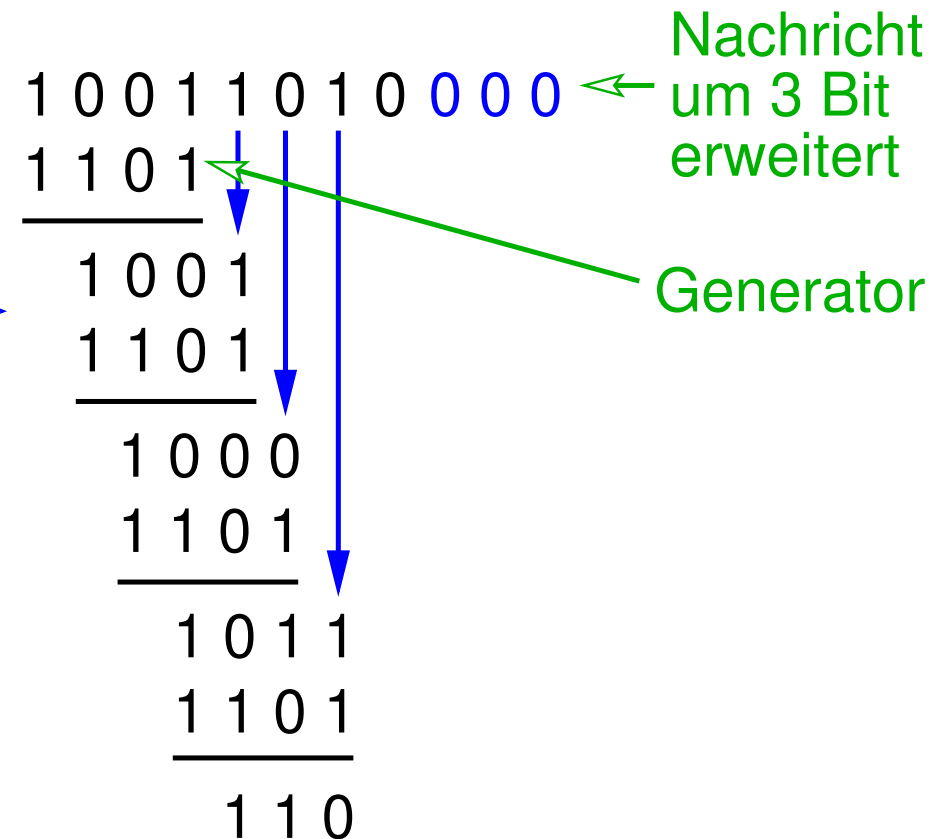 1 0 0 1 1 0 1 0 0 0 0
Nachricht
um 3 Bit
erweitert
1 1 0 1
1 0 0 1
Generator
1 1 0 1
1 0 0 0
1 1 0 1
1 0 1 1
1 1 0 1
1 1 0